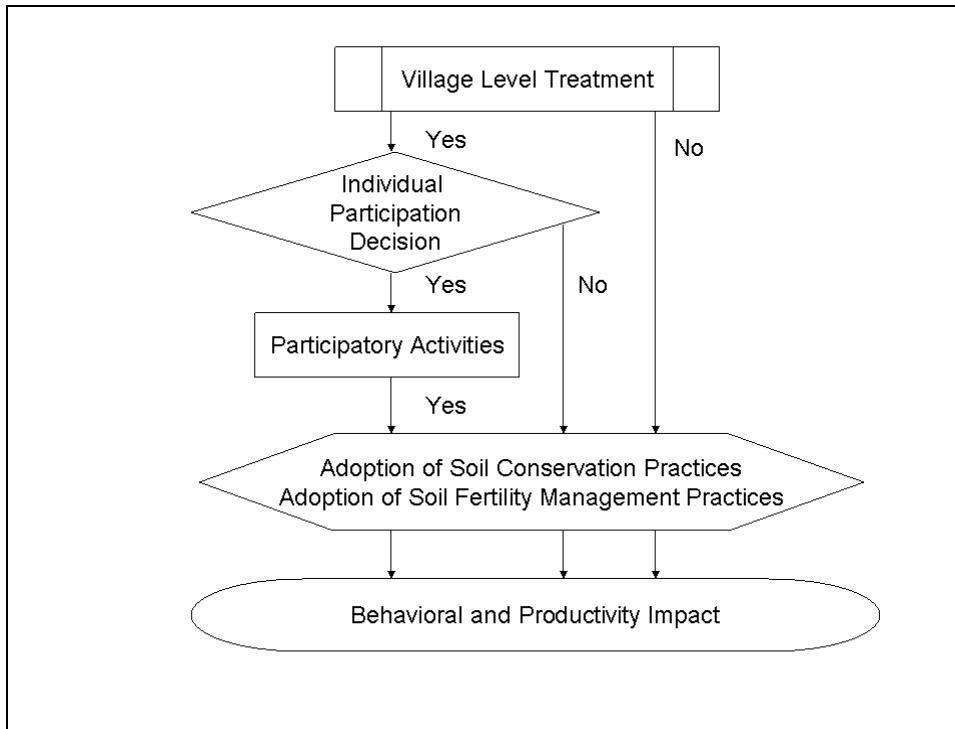 Village Level Treatment
Yes
No
Individual
Participation
Decision
Yes
No
Participatory Activities
Yes
Adoption of Soil Conservation Practices
Adoption of Soil Fertility Management Practices
Behavioral and Productivity Impact